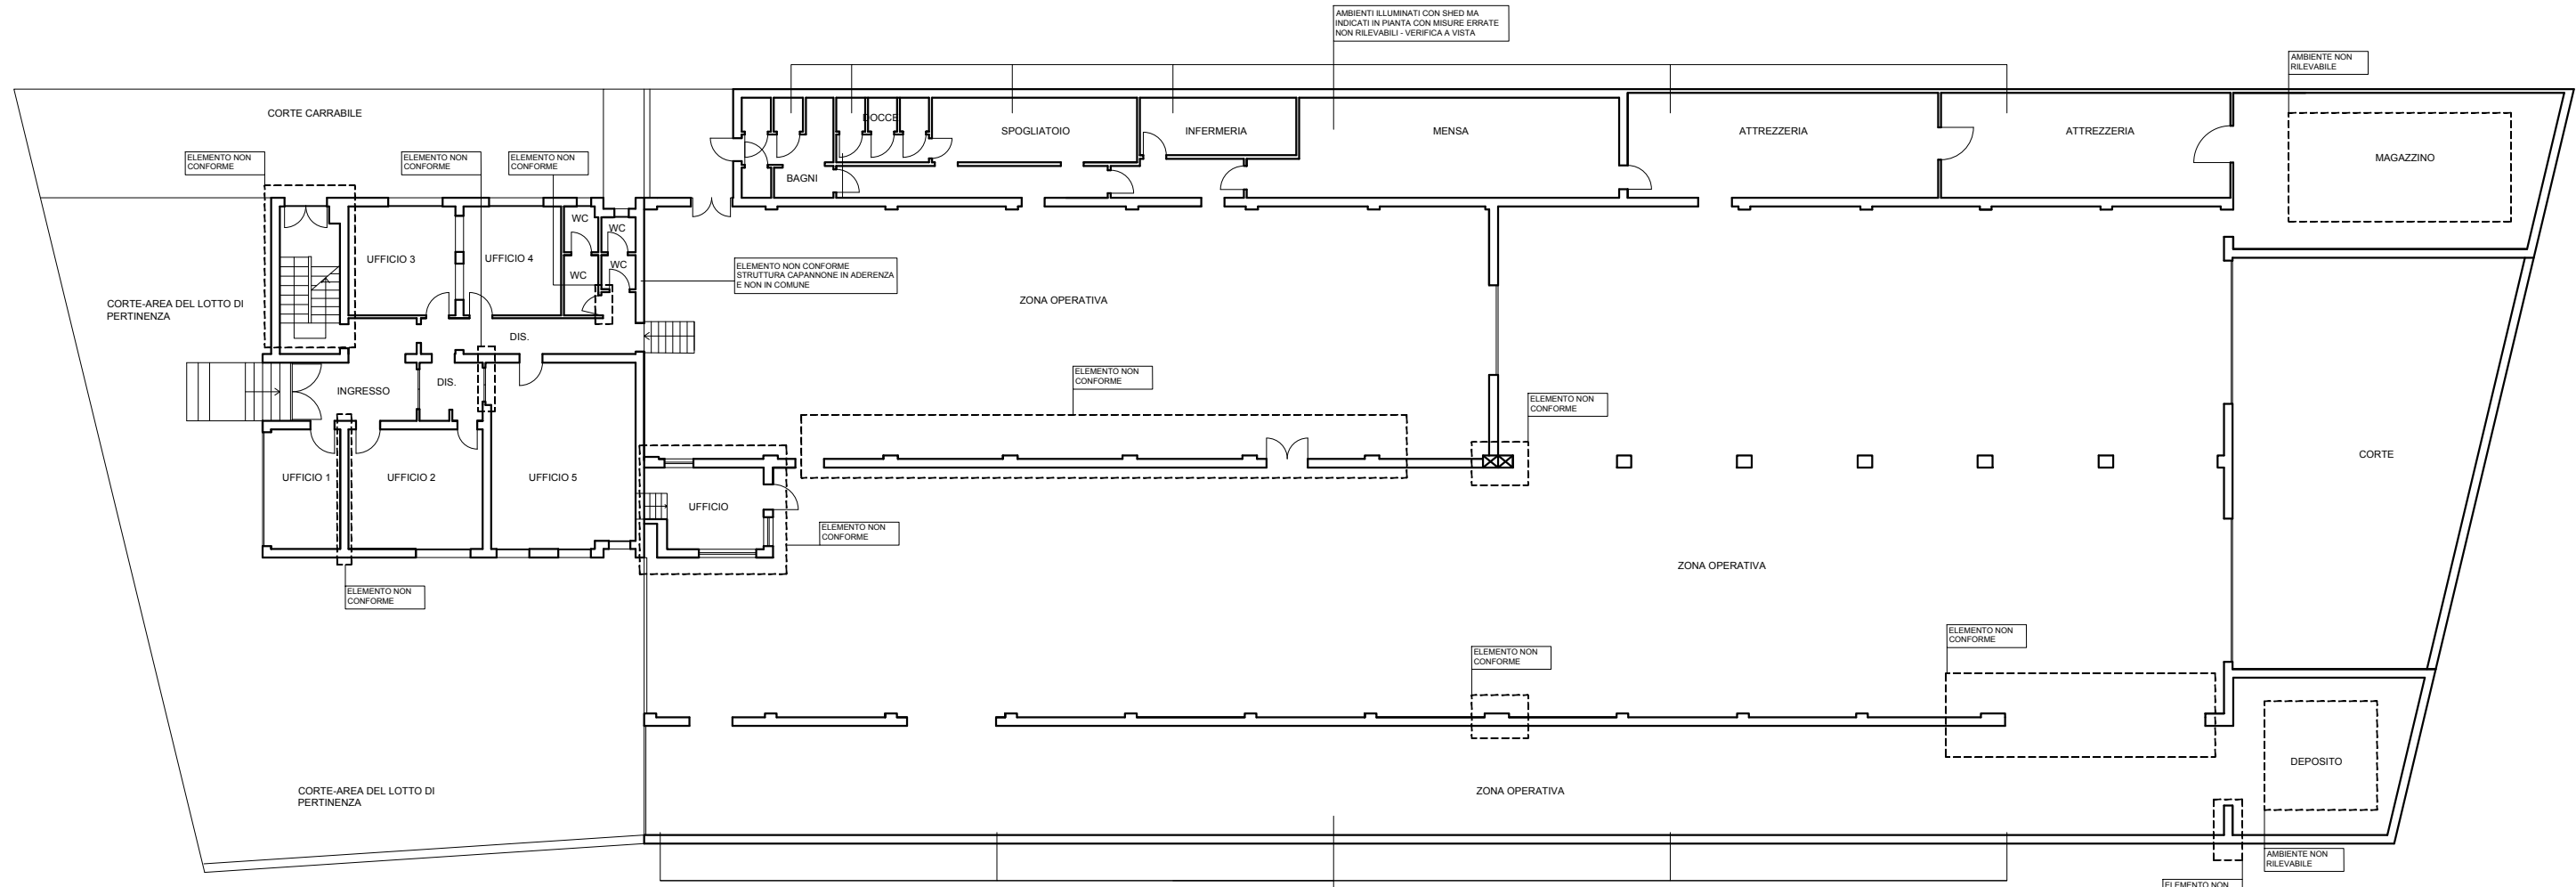 AMBIENTI ILLUMINATI CON SHED MA
INDICATI IN PIANTA CON MISURE ERRATE
NON RILEVABILI - VERIFICA A VISTA
AMBIENTE NON
RILEVABILE
CORTE CARRABILE
DOCCE
SPOGLIATOIO
INFERMERIA
MENSA
ATTREZZERIA
ATTREZZERIA
MAGAZZINO
ELEMENTO NON
CONFORME
ELEMENTO NON
CONFORME
ELEMENTO NON
CONFORME
BAGNI
WC
WC
WC
WC
UFFICIO 3
UFFICIO 4
ELEMENTO NON CONFORME
STRUTTURA CAPANNONE IN ADERENZA
E NON IN COMUNE
CORTE-AREA DEL LOTTO DI
PERTINENZA
ZONA OPERATIVA
DIS.
ELEMENTO NON
CONFORME
INGRESSO
DIS.
ELEMENTO NON
CONFORME
CORTE
UFFICIO 1
UFFICIO 2
UFFICIO 5
UFFICIO
ELEMENTO NON
CONFORME
ZONA OPERATIVA
ELEMENTO NON
CONFORME
ELEMENTO NON
CONFORME
ELEMENTO NON
CONFORME
DEPOSITO
CORTE-AREA DEL LOTTO DI
PERTINENZA
ZONA OPERATIVA
AMBIENTE NON
RILEVABILE
ELEMENTO NON